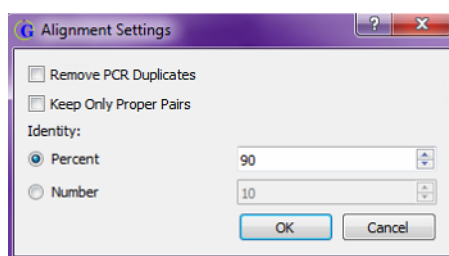 G Alignment Settings ? X
Remove PCR Duplicates
Keep Only Proper Pairs
Identity:
Percent 90
Number 10
OK Cancel